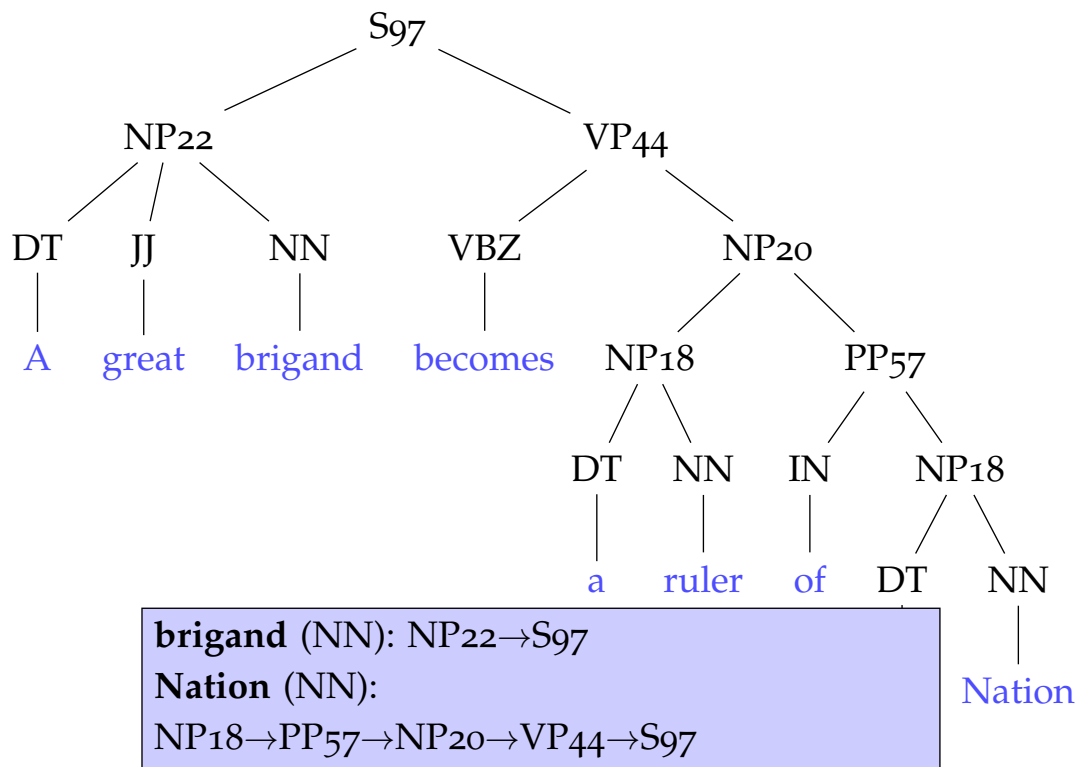 S97
NP22 VP44
DT JJ NN VBZ NP20
A great brigand becomes NP18 PP57
DT NN IN NP18
a ruler of DT NN
brigand (NN): NP22→S97
Nation (NN):
Nation
NP18→PP57→NP20→VP44→S97